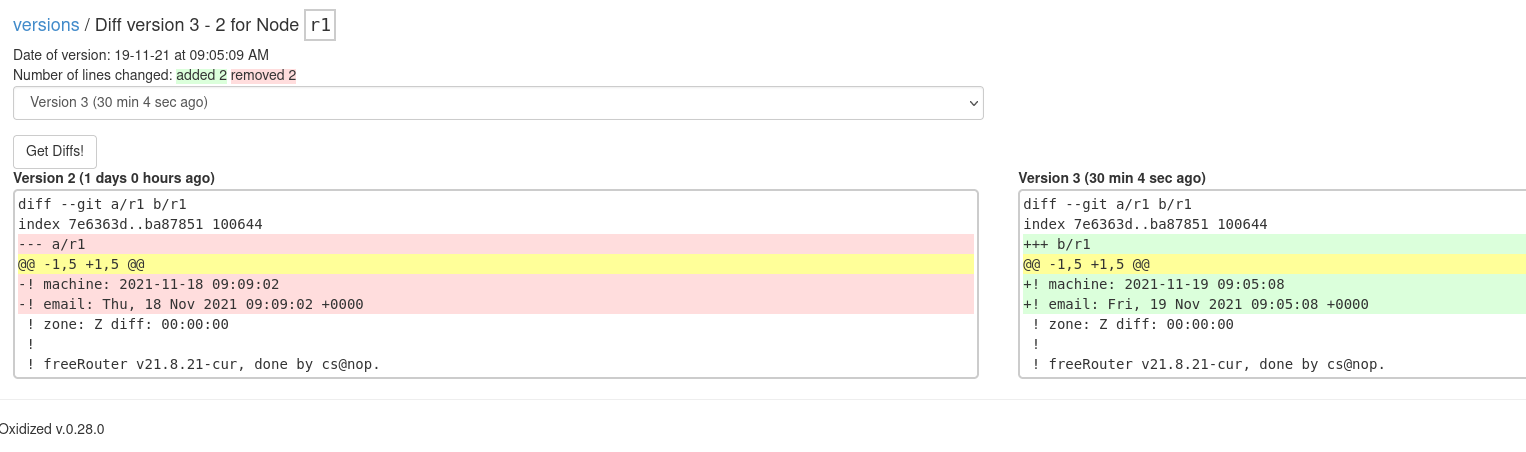 versions / Diff version 3 - 2 for Node r1
Date of version: 19-11-21 at 09:05:09 AM
Number of lines changed: added 2 removed 2
Version 3 (30 min 4 sec ago)
Get Diffs!
Version 2 (1 days 0 hours ago)
diff --git a/r1 b/r1
index 7e6363d..ba87851 100644
--- a/r1
@@ -1,5 +1,5 @@
-! machine: 2021-11-18 09:09:02
-! email: Thu, 18 Nov 2021 09:09:02 +0000
! zone: Z diff: 00:00:00
!
! freeRouter v21.8.21-cur, done by cs@nop.
Version 3 (30 min 4 sec ago)
diff --git a/r1 b/r1
index 7e6363d..ba87851 100644
+++ b/r1
@@ -1,5 +1,5 @@
+! machine: 2021-11-19 09:05:08
+! email: Fri, 19 Nov 2021 09:05:08 +0000
! zone: Z diff: 00:00:00
!
! freeRouter v21.8.21-cur, done by cs@nop.
Oxidized v.0.28.0